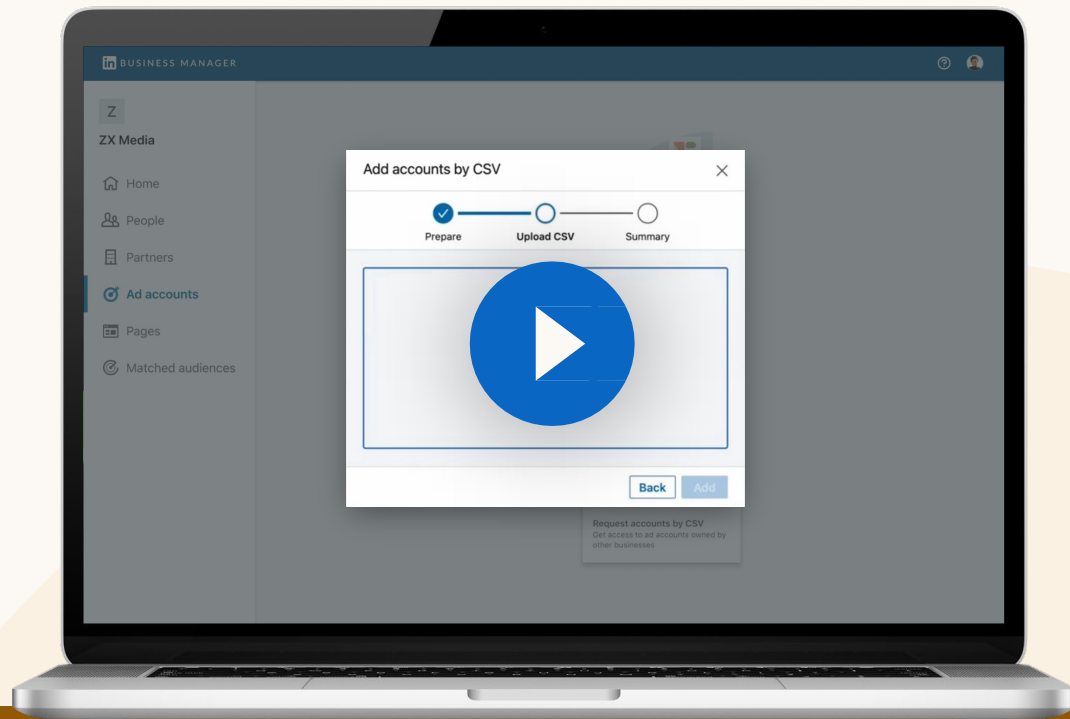 in BUSINESS MANAGER
Z
ZX Media
Home
People
Partners
Ad accounts
Pages
Matched audiences
Add accounts by CSV
Prepare
Upload CSV
Summary
Back
Add
Request accounts by CSV
Get access to ad accounts owned by
other businesses